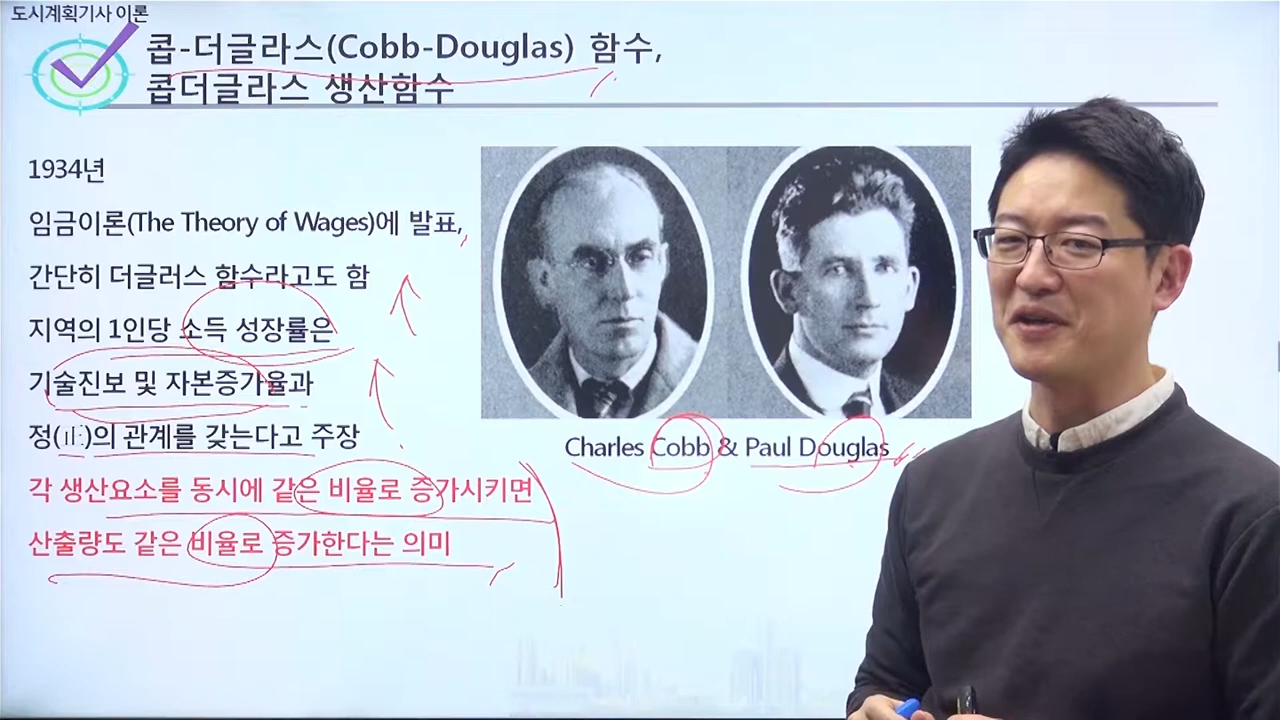 도시계획기사 이론
콥-더글라스(Cobb-Douglas) 함수,
콥더글라스 생산함수
1934년
임금이론(The Theory of Wages)에 발표,
간단히 더글러스 함수라고도 함
지역의 1인당 소득 성장률은
기술진보 및 자본증가율과
정(正)의 관계를 갖는다고 주장
각 생산요소를 동시에 같은 비율로 증가시키면
산출량도 같은 비율로 증가한다는 의미
Charles Cobb & Paul Douglas